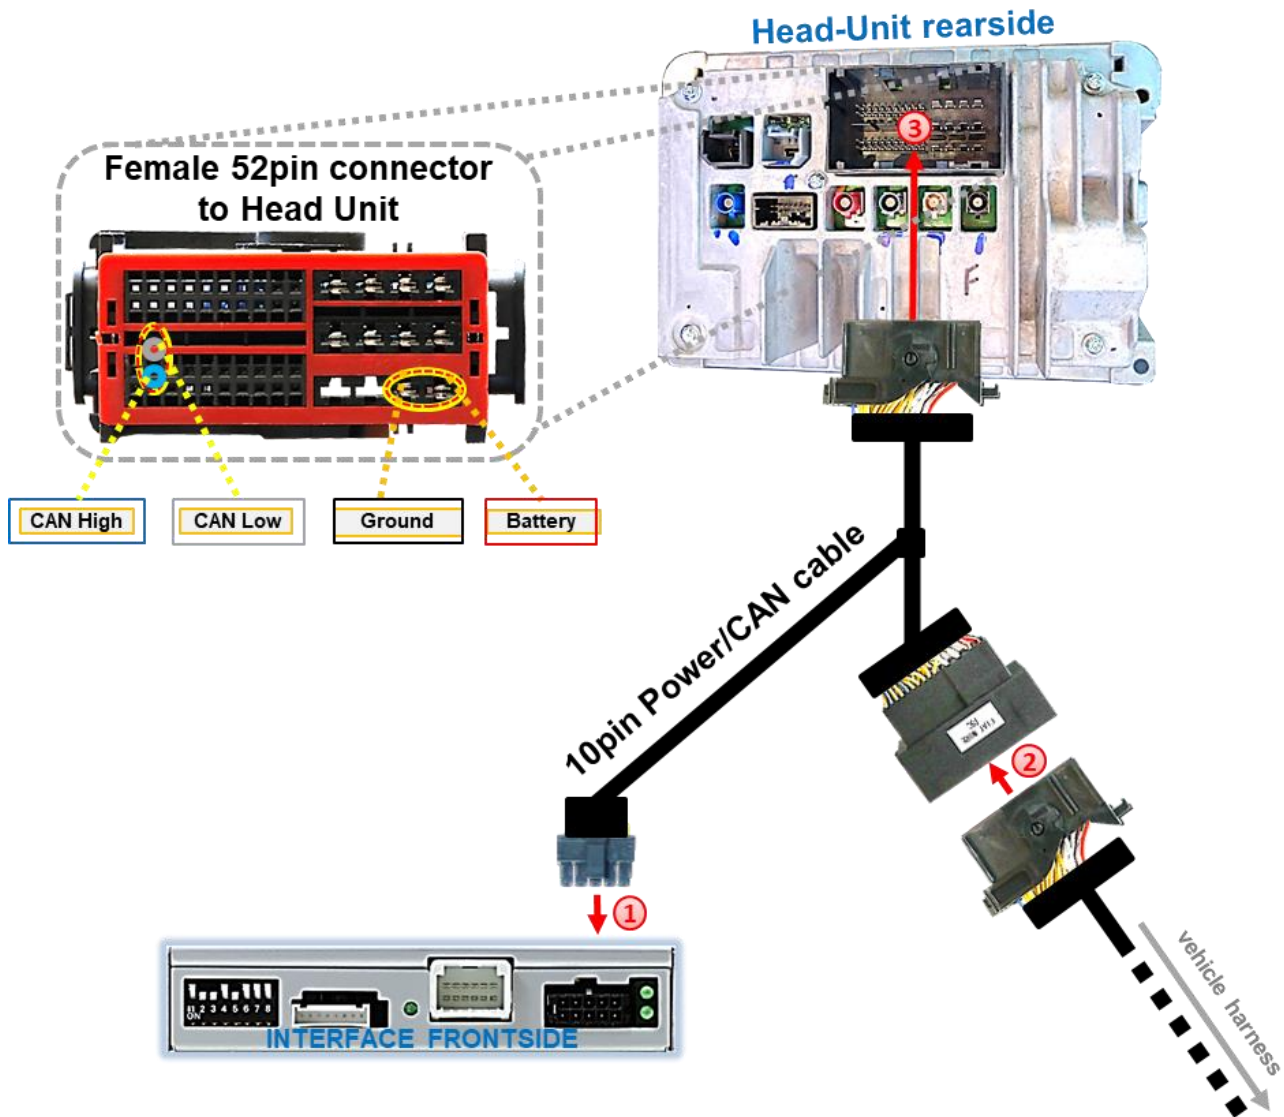 Head-Unit rearside
3
Female 52pin connector
to Head Unit
CAN High
CAN Low
Ground
Battery
10pin Power/CAN cable
2
1
vehicle harness
1 2 3 4 5 6 7 8
ON
INTERFACE FRONTSIDE